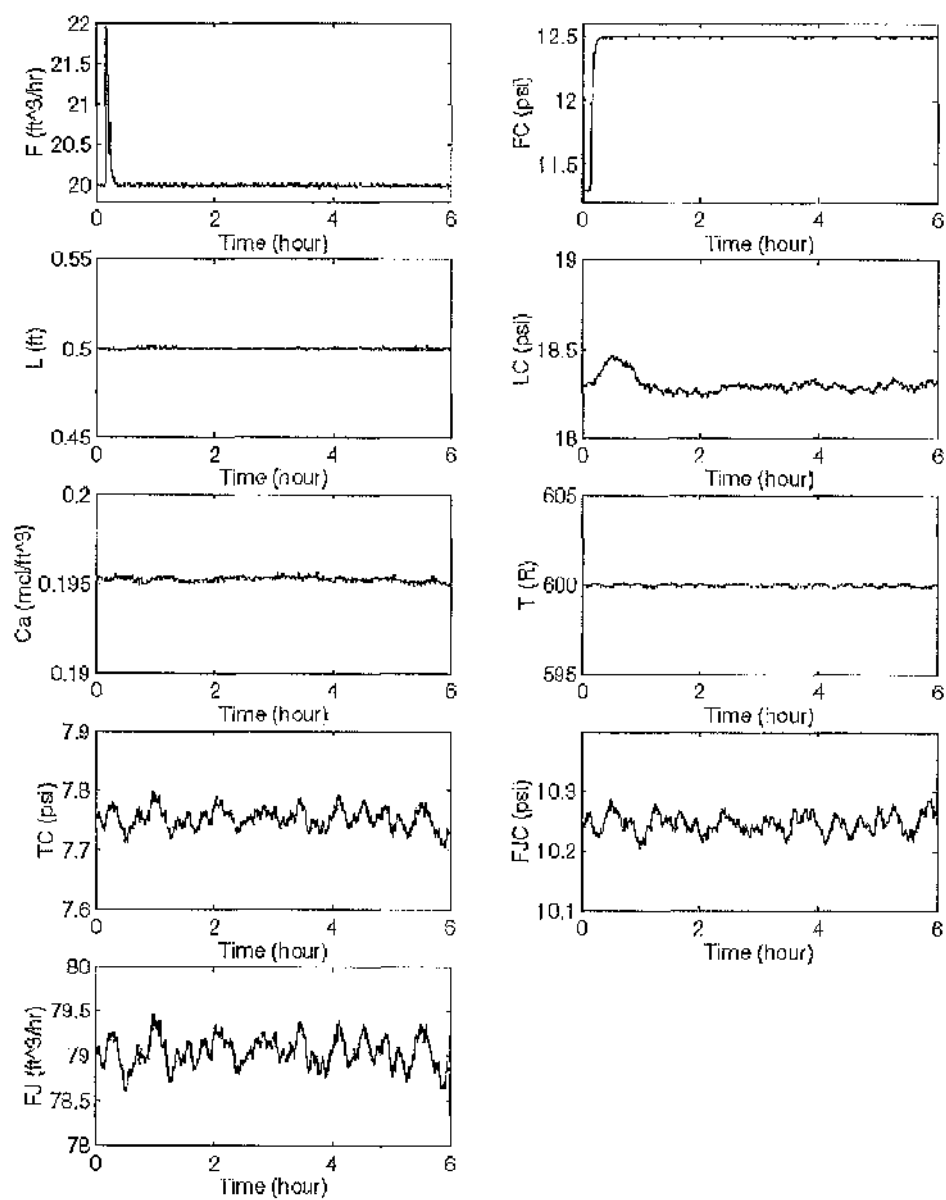 22
21.5
21
20.5
20
F (ft^3/hr)
0 2 4 6
Time (hour)
12.5
12
11.5
FC (psi)
0 2 4 6
Time (hour)
0.55
0.5
0.45
L (ft)
0 2 4 6
Time (hour)
19
18.5
18
LC (psi)
0 2 4 6
Time (hour)
0.2
0.195
0.19
Ca (mol/ft^3)
0 2 4 6
Time (hour)
605
600
595
T (R)
0 2 4 6
Time (hour)
7.9
7.8
7.7
7.6
TC (psi)
0 2 4 6
Time (hour)
10.3
10.2
10.1
FJC (psi)
0 2 4 6
Time (hour)
80
79.5
79
78.5
78
FJ (ft^3/hr)
0 2 4 6
Time (hour)